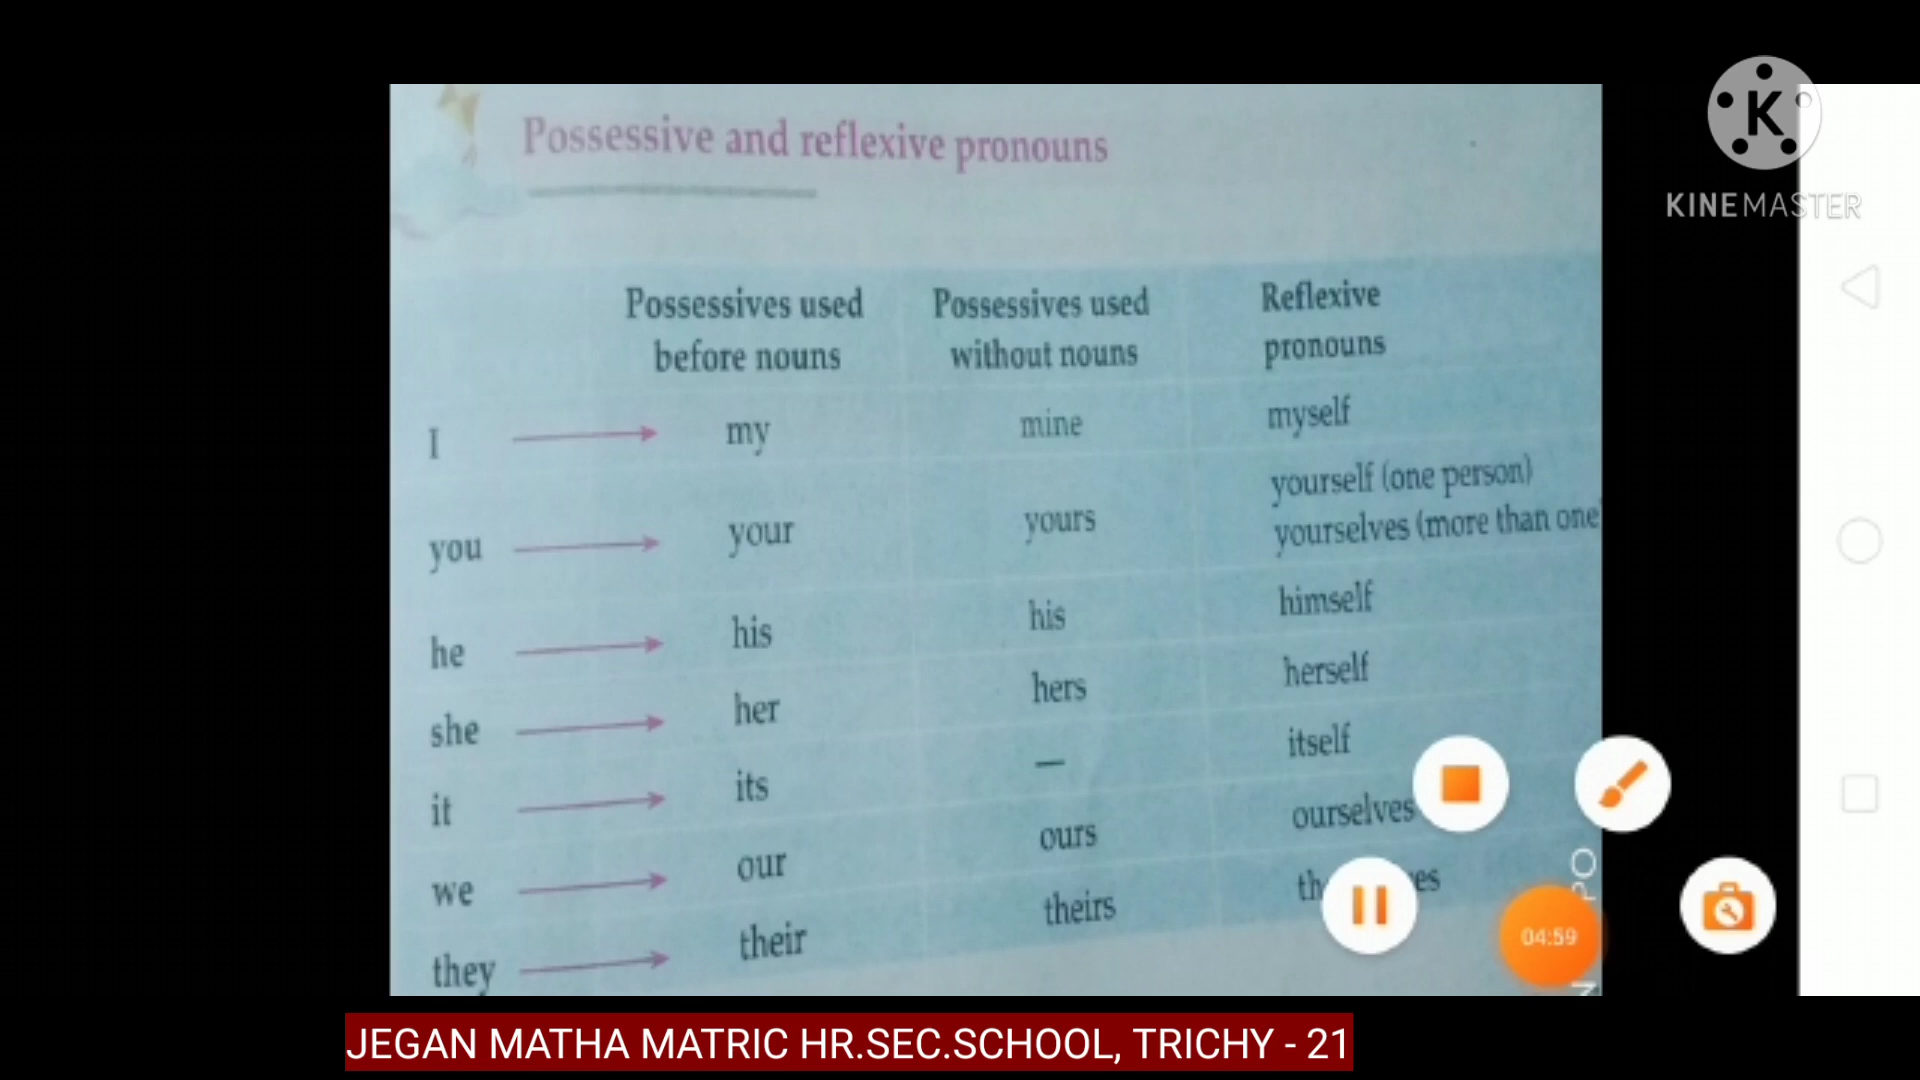 Possessive and reflexive pronouns
KINEMASTER
Possessives used before nouns Possessives used without nouns Reflexive pronouns
I my mine myself
you your yours yourself (one person)
yourselves (more than one
he his his himself
she her hers herself
it its — itself
we our ours ourselves
they their theirs
04:59
JEGAN MATHA MATRIC HR.SEC.SCHOOL, TRICHY - 21